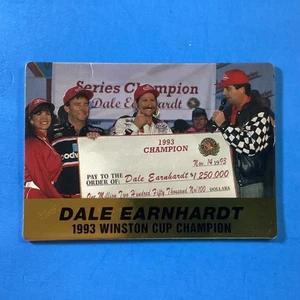 Series Champion
Dale Earnhardt
1993
CHAMPION
Nov. 14 1993
PAY TO THE
ORDER OF: Dale Earnhardt $1,250,000
One Million Two Hundred Fifty Thousand No/100 DOLLARS
DALE EARNHARDT
1993 WINSTON CUP CHAMPION